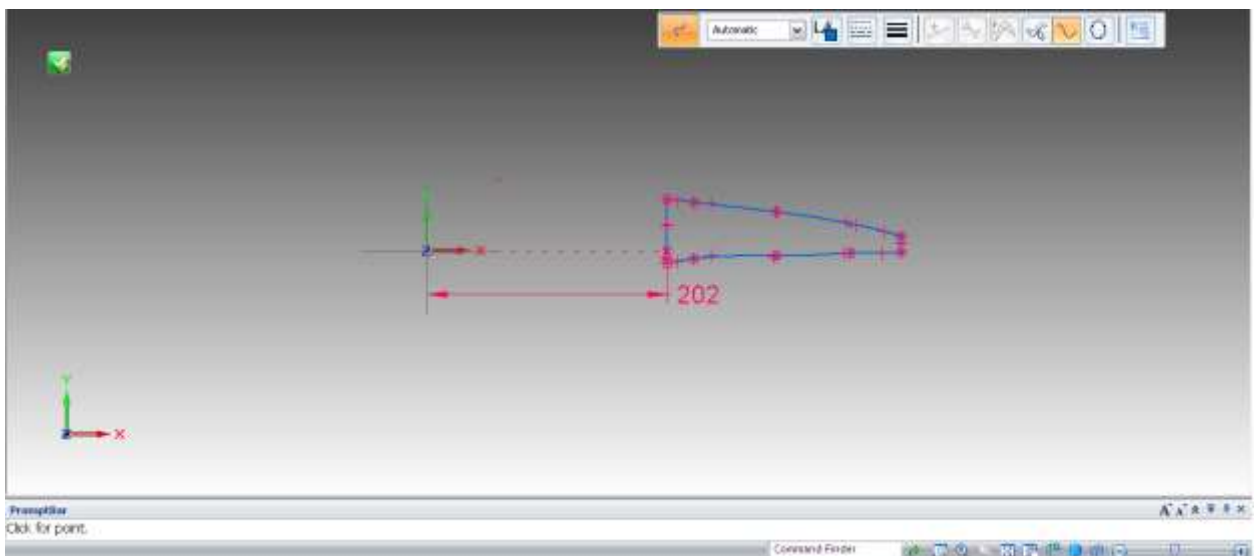 Automatic
Y
X
202
Y
X
PromptBar
Click for point.
Command Finder